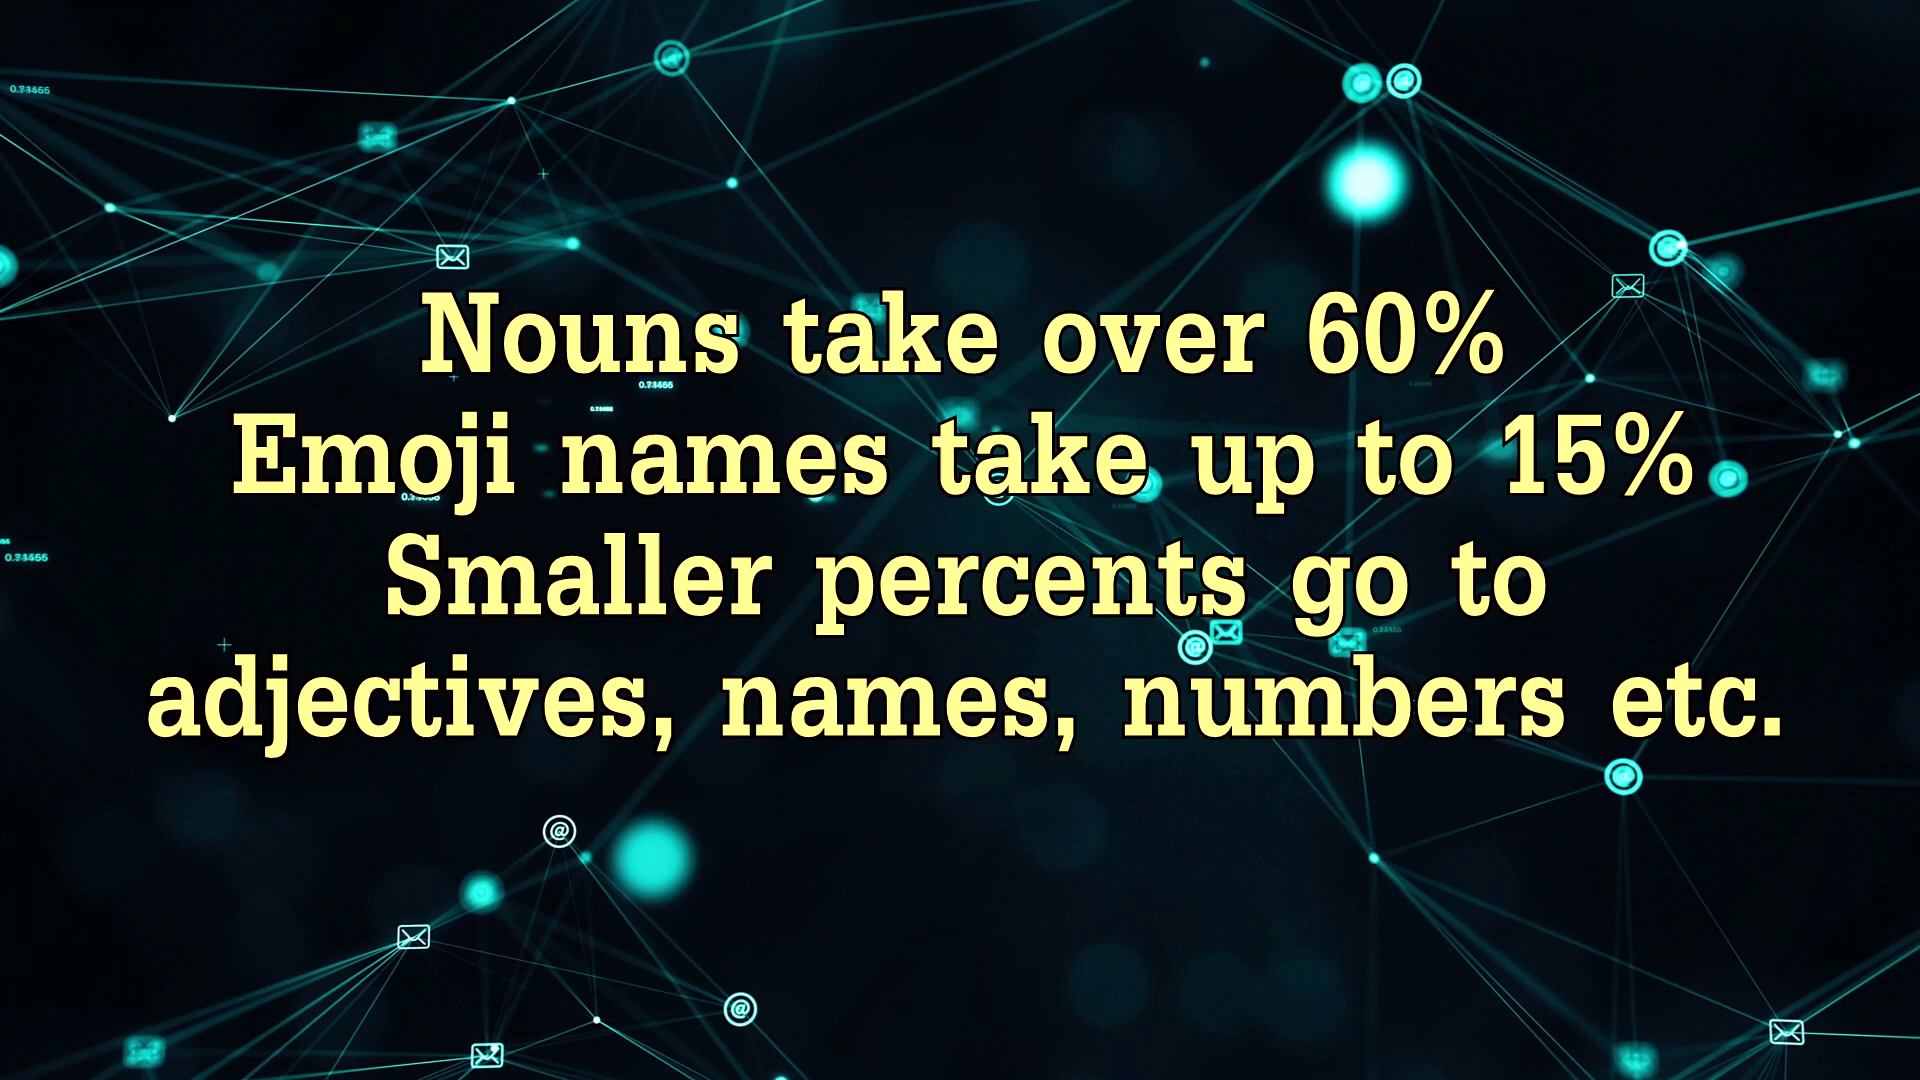 Nouns take over 60%
Emoji names take up to 15%
Smaller percents go to
adjectives, names, numbers etc.